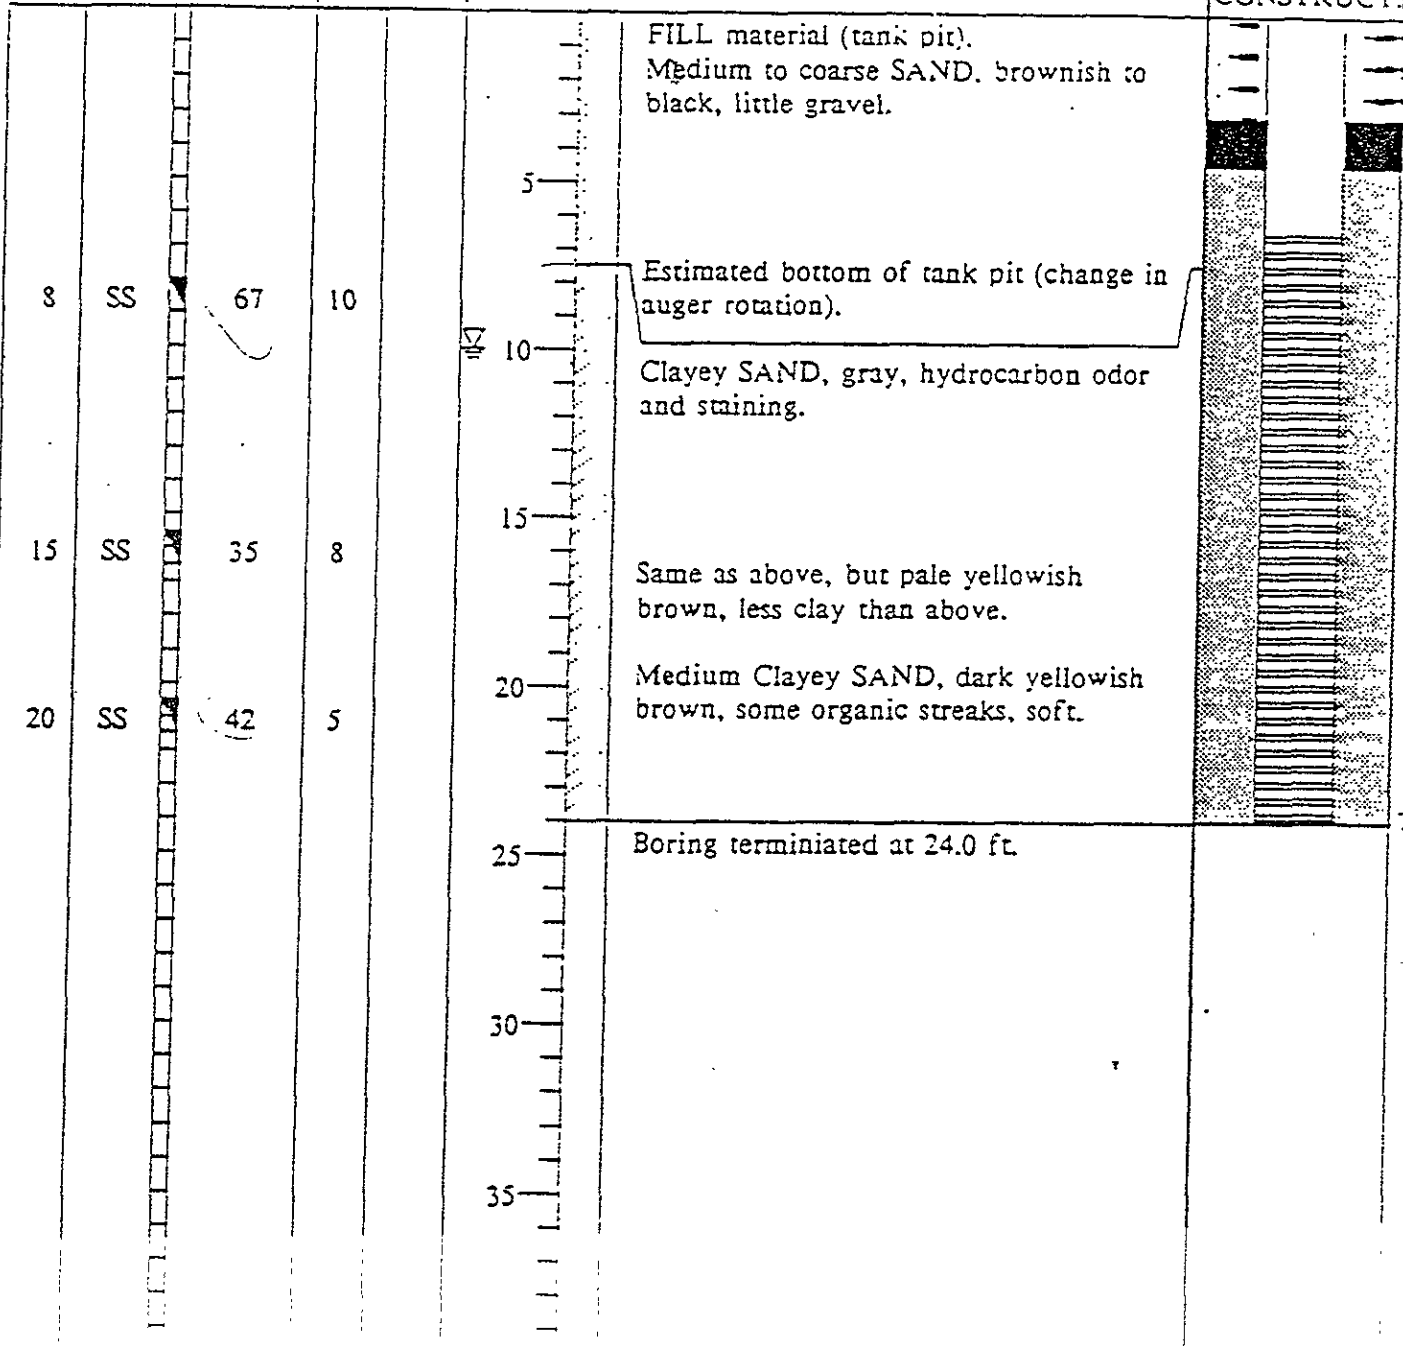 CONSTRUCT
FILL material (tank pit).
Medium to coarse SAND. brownish to
black, little gravel.
5
Estimated bottom of tank pit (change in
auger rotation).
8 SS 67 10
10
Clayey SAND, gray, hydrocarbon odor
and staining.
15
15 SS 35 8
Same as above, but pale yellowish
brown, less clay than above.
Medium Clayey SAND, dark yellowish
brown, some organic streaks, soft.
20
20 SS 42 5
Boring terminiated at 24.0 ft.
25
30
35